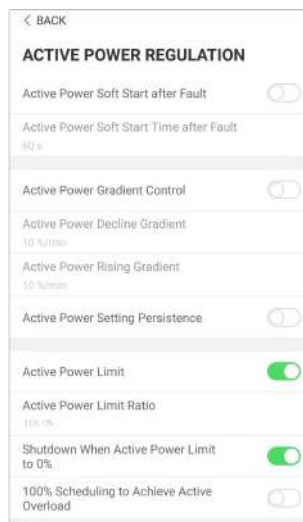 < BACK
ACTIVE POWER REGULATION
Active Power Soft Start after Fault
Active Power Soft Start Time after Fault
60 s
Active Power Gradient Control
Active Power Decline Gradient
10 %/min
Active Power Rising Gradient
10 %/min
Active Power Setting Persistence
Active Power Limit
Active Power Limit Ratio
Shutdown When Active Power Limit
to 0%
100% Scheduling to Achieve Active
Overload